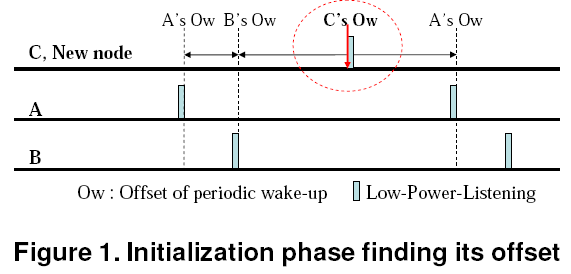 A's Ow B's Ow C's Ow A's Ow
C, New node
A
B
Ow : Offset of periodic wake-up Low-Power-Listening
Figure 1. Initialization phase finding its offset